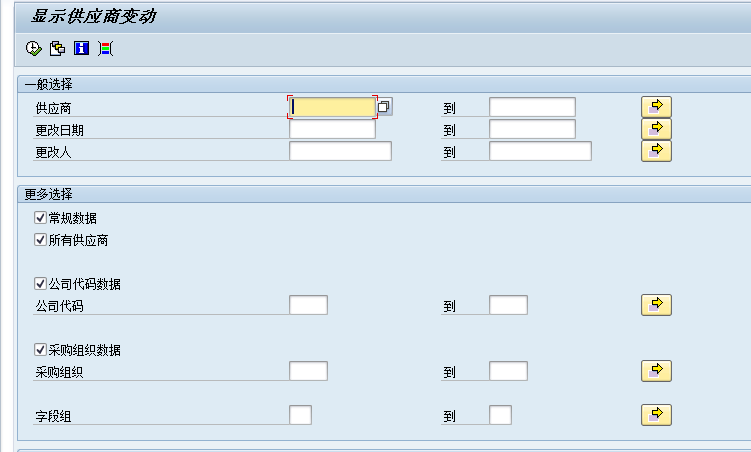 显示供应商变动
一般选择
供应商 到
更改日期 到
更改人 到
更多选择
常规数据
所有供应商
公司代码数据
公司代码 到
采购组织数据
采购组织 到
字段组 到